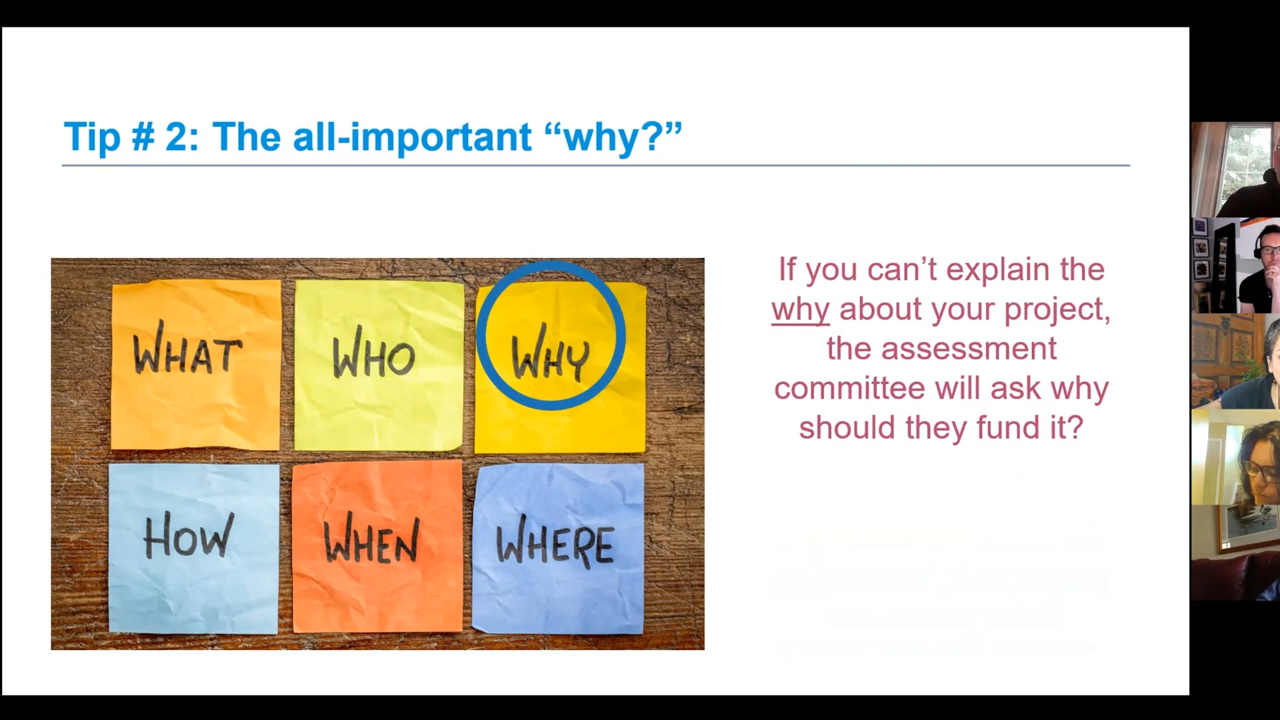 Tip # 2: The all-important “why?”
WHAT
WHO
WHY
HOW
WHEN
WHERE
If you can’t explain the
why about your project,
the assessment
committee will ask why
should they fund it?